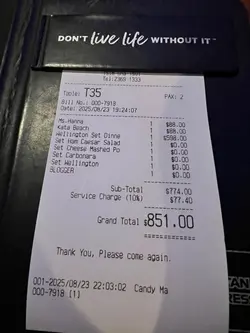 DON'T live life WITHOUT IT™
Tel:2369-1333
Table: T35 PAX: 2
Bill No.: 000-7918
Date: 2025/08/23 19:24:07
Ms.Hanna 1 $88.00
Kata Beach 1 $88.00
Wellington Set Dinne 1 $598.00
Set Rom Caesar Salad 1 $0.00
Set Cheese Mashed Po 1 $0.00
Set Carbonara 1 $0.00
Set Wellington 1 $0.00
BLOGGER 1 $0.00
Sub-Total $774.00
Service Charge (10%) $77.40
Grand Total $851.00
Thank You, Please come again.
001-2025/08/23 22:03:02 Candy Ma
000-7918 [1]